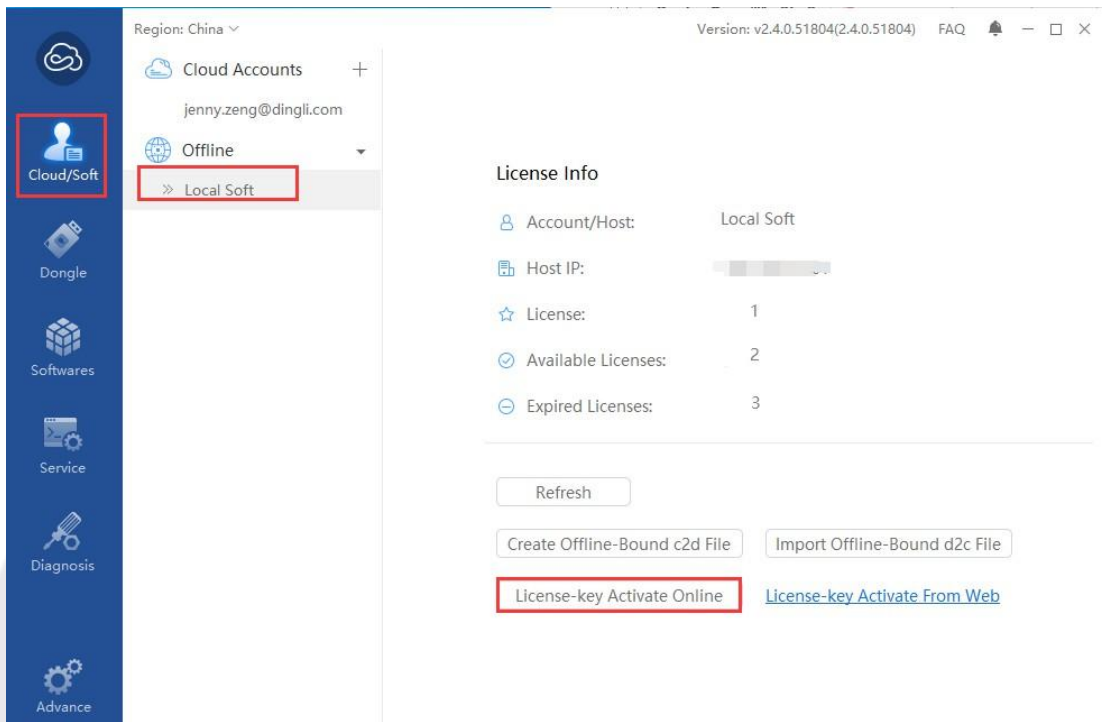 Region: China
Version: v2.4.0.51804(2.4.0.51804) FAQ
Cloud Accounts
jenny.zeng@dingli.com
Offline
Local Soft
Cloud/Soft
Dongle
Softwares
Service
Diagnosis
Advance
License Info
Account/Host: Local Soft
Host IP:
License: 1
Available Licenses: 2
Expired Licenses: 3
Refresh
Create Offline-Bound c2d File
Import Offline-Bound d2c File
License-key Activate Online
License-key Activate From Web